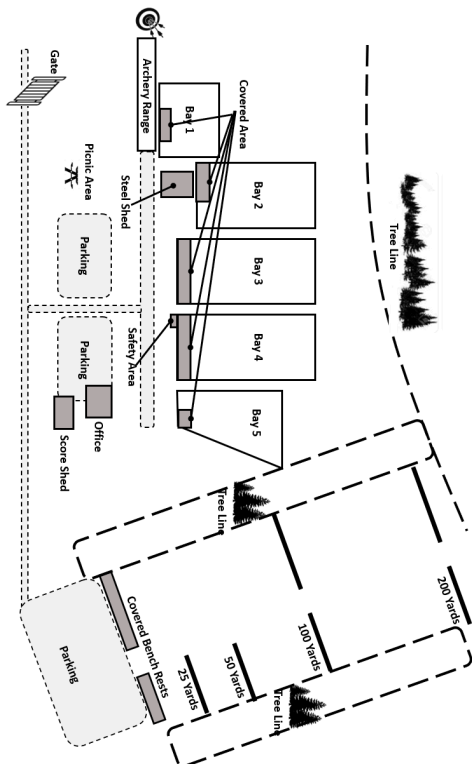 Gate
Archery Range
Bay 1
Covered Area
Bay 2
Bay 3
Bay 4
Bay 5
Tree Line
Steel Shed
Picnic Area
Parking
Parking
Safety Area
Office
Score Shed
Tree Line
200 Yards
100 Yards
50 Yards
25 Yards
Tree Line
Covered Bench Rests
Parking